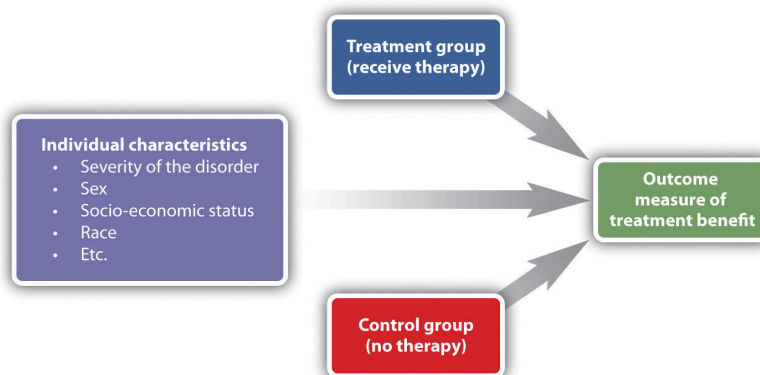 Treatment group
(receive therapy)
Individual characteristics
• Severity of the disorder
• Sex
• Socio-economic status
• Race
• Etc.
Outcome
measure of
treatment benefit
Control group
(no therapy)